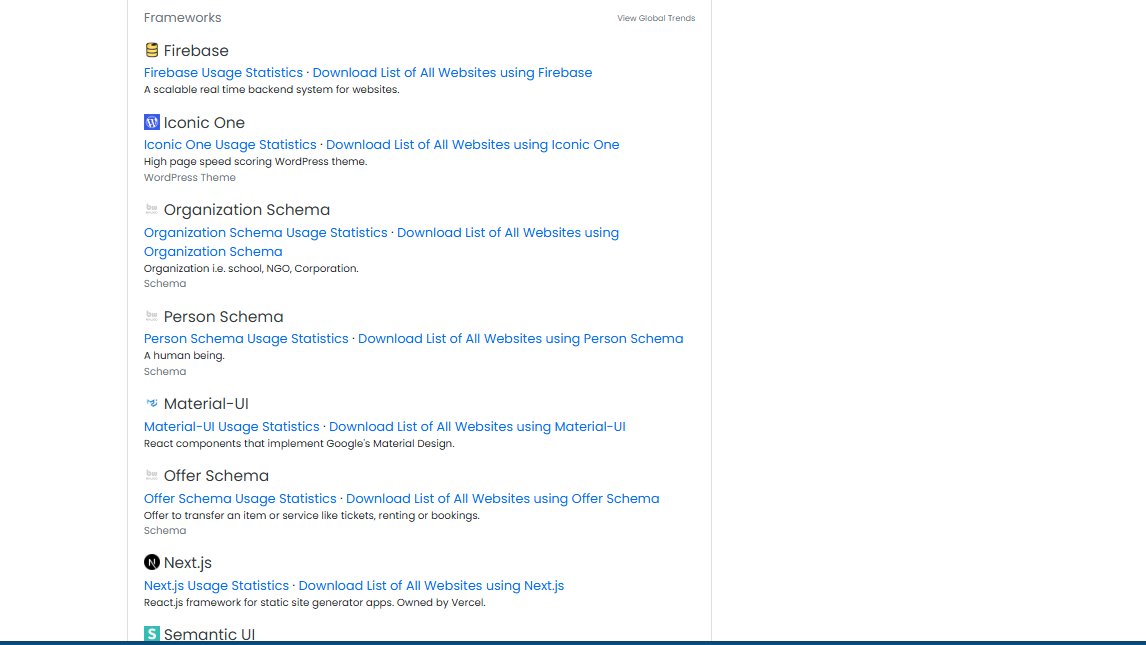 Frameworks
View Global Trends
Firebase
Firebase Usage Statistics · Download List of All Websites using Firebase
A scalable real time backend system for websites.
Iconic One
Iconic One Usage Statistics · Download List of All Websites using Iconic One
High page speed scoring WordPress theme.
WordPress Theme
Organization Schema
Organization Schema Usage Statistics · Download List of All Websites using
Organization Schema
Organization i.e. school, NGO, Corporation.
Schema
Person Schema
Person Schema Usage Statistics · Download List of All Websites using Person Schema
A human being.
Schema
Material-UI
Material-UI Usage Statistics · Download List of All Websites using Material-UI
React components that implement Google's Material Design.
Offer Schema
Offer Schema Usage Statistics · Download List of All Websites using Offer Schema
Offer to transfer an item or service like tickets, renting or bookings.
Schema
Next.js
Next.js Usage Statistics · Download List of All Websites using Next.js
React.js framework for static site generator apps. Owned by Vercel.
Semantic UI